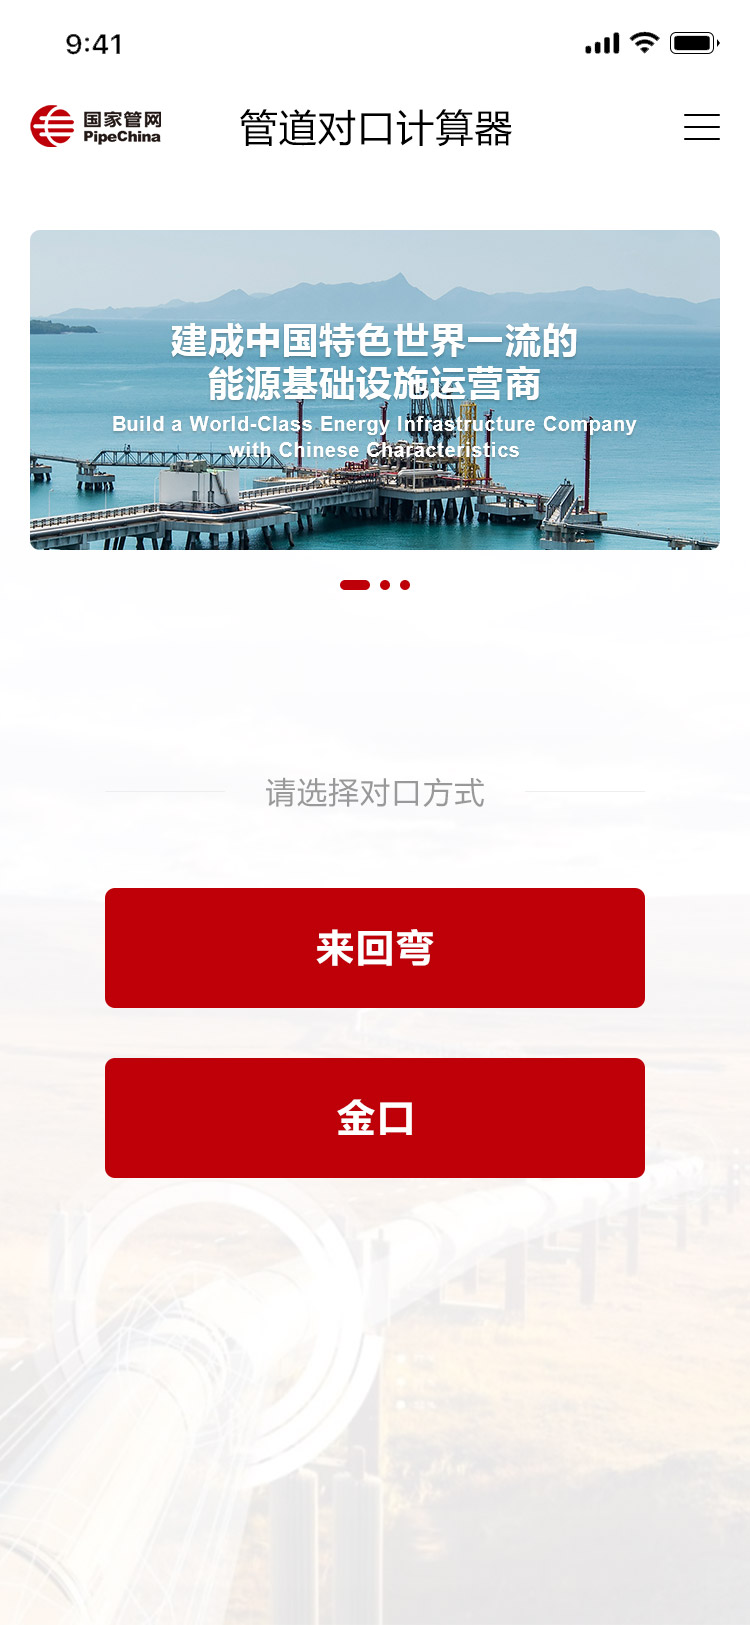 9:41
国家管网
PipeChina
管道对口计算器
建成中国特色世界一流的
能源基础设施运营商
Build a World-Class Energy Infrastructure Company
with Chinese Characteristics
请选择对口方式
来回弯
金口